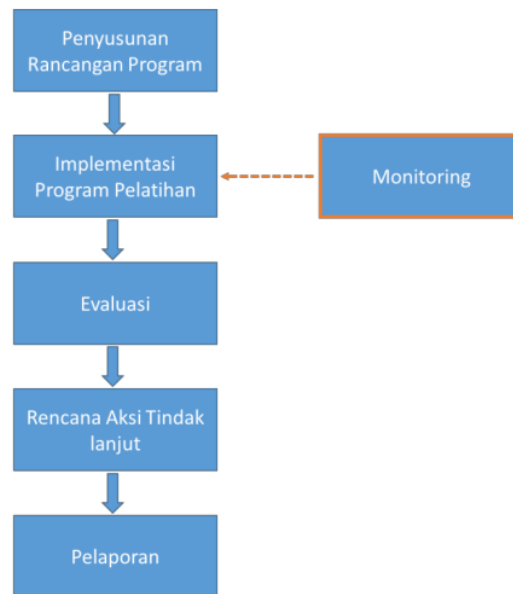 Penyusunan
Rancangan Program
Implementasi
Program Pelatihan
Monitoring
Evaluasi
Rencana Aksi Tindak
lanjut
Pelaporan